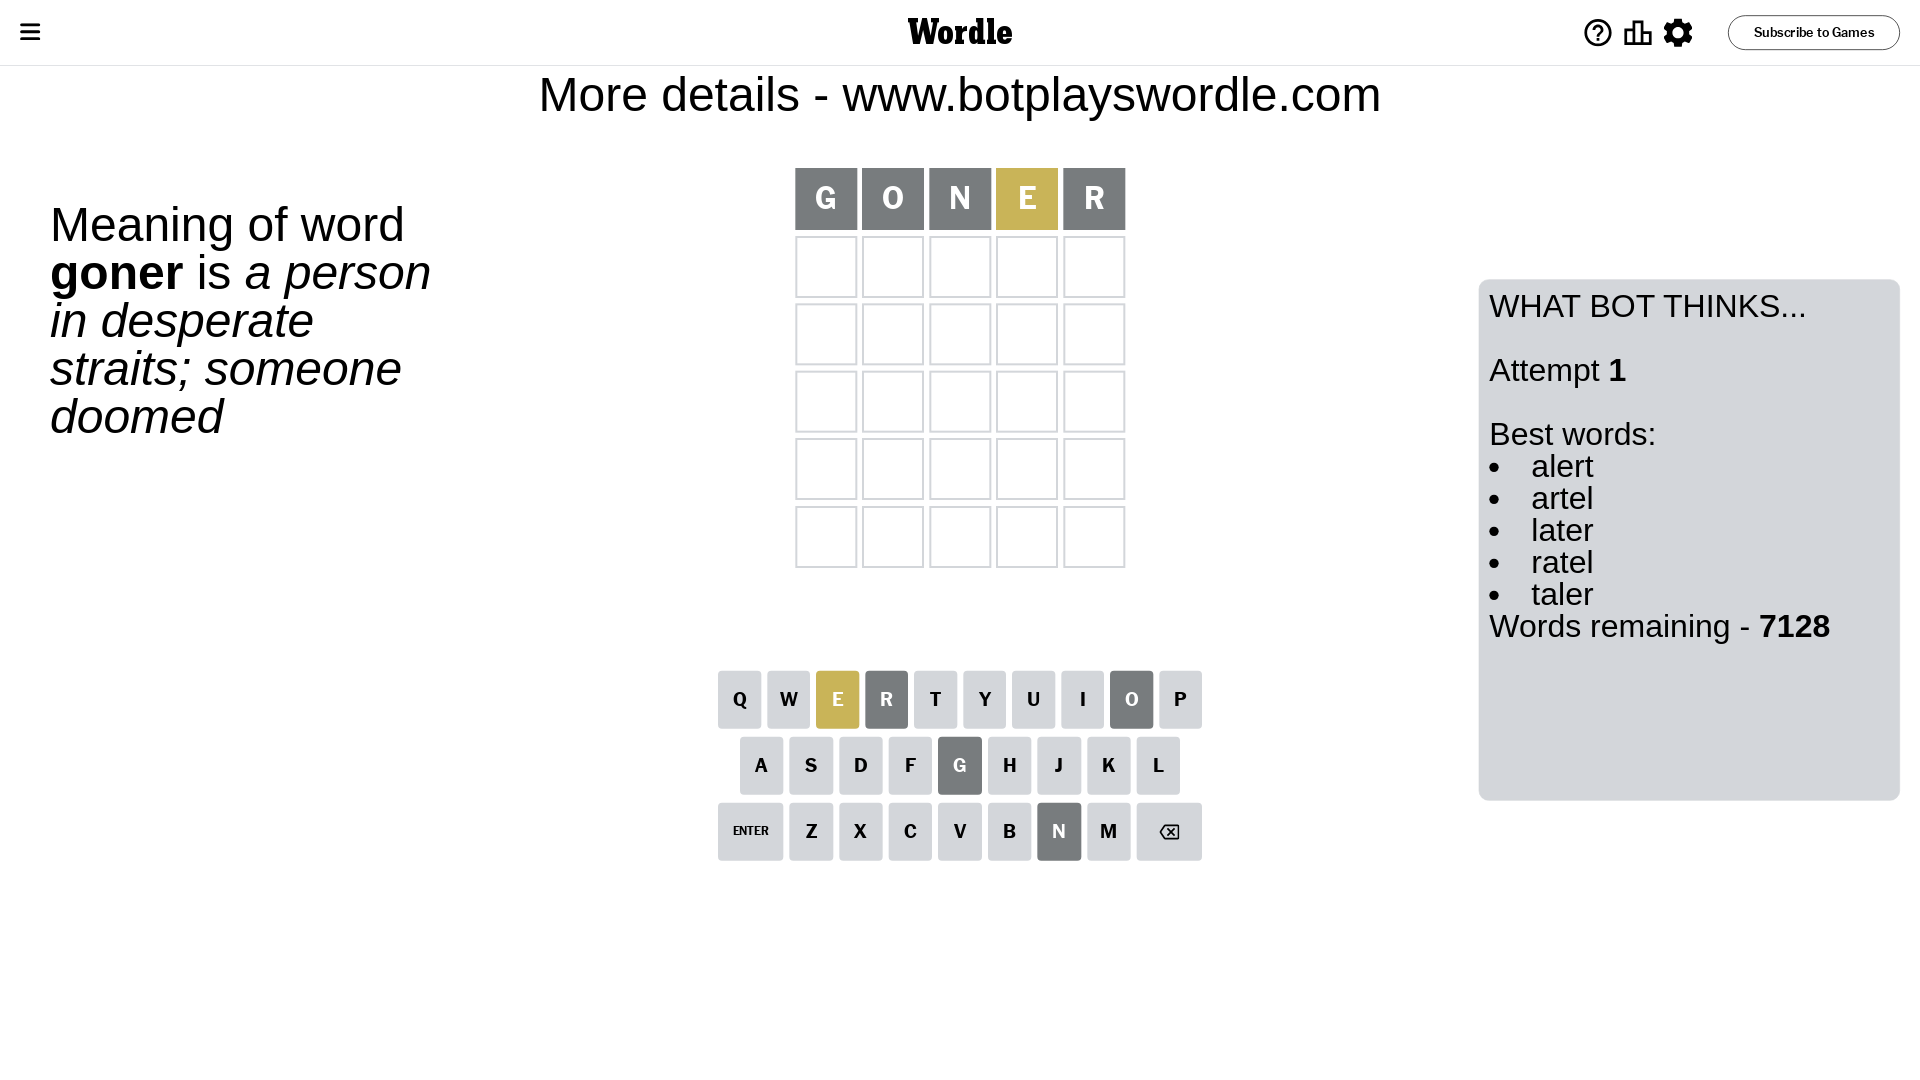 Wordle
Subscribe to Games
More details - www.botplayswordle.com
Meaning of word
goner is a person
in desperate
straits; someone
doomed
G O N E R
WHAT BOT THINKS...
Attempt 1
Best words:
• alert
• artel
• later
• ratel
• taler
Words remaining - 7128
Q W E R T Y U I O P
A S D F G H J K L
ENTER Z X C V B N M